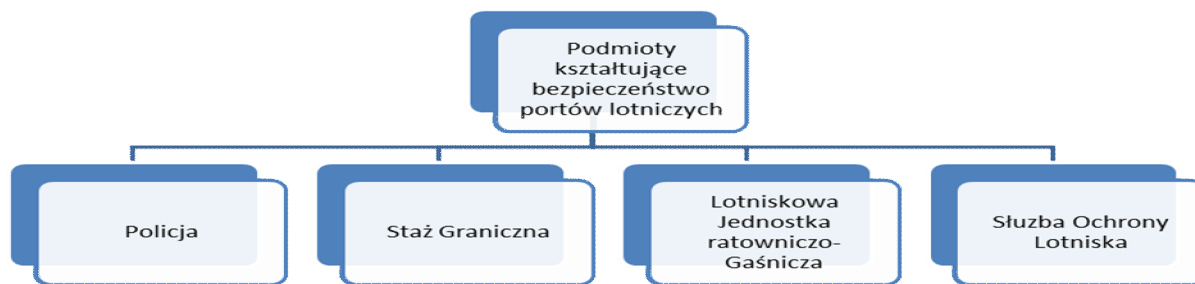 Podmioty
kształtujące
bezpieczeństwo
portów lotniczych
Policja
Staż Graniczna
Lotniskowa
Jednostka
ratowniczo-
Gaśnicza
Służba Ochrony
Lotniska